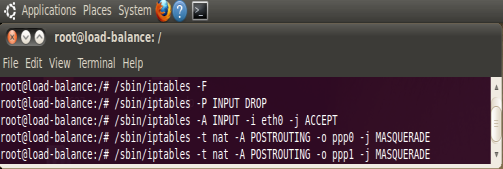 Applications Places System
root@load-balance: /
File Edit View Terminal Help
root@load-balance:/# /sbin/iptables -F
root@load-balance:/# /sbin/iptables -P INPUT DROP
root@load-balance:/# /sbin/iptables -A INPUT -i eth0 -j ACCEPT
root@load-balance:/# /sbin/iptables -t nat -A POSTROUTING -o ppp0 -j MASQUERADE
root@load-balance:/# /sbin/iptables -t nat -A POSTROUTING -o ppp1 -j MASQUERADE